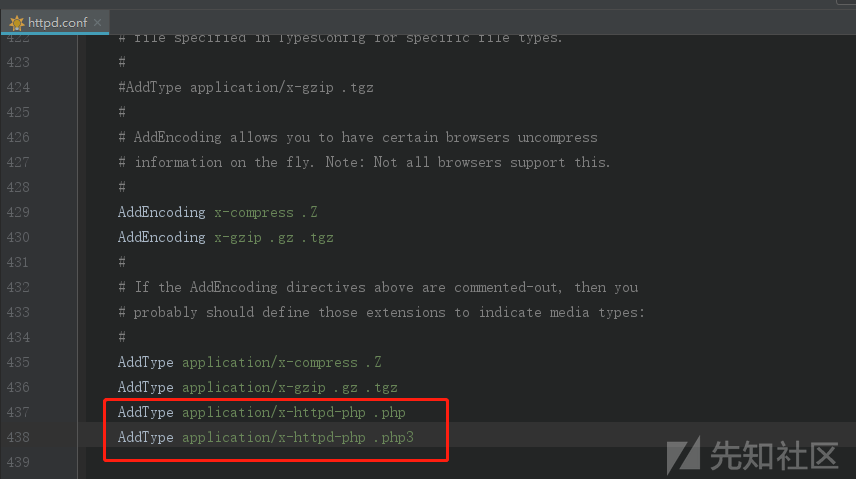 httpd.conf ×
422 # file specified in TypesConfig for specific file types.
423 #
424 #AddType application/x-gzip .tgz
425 #
426 # AddEncoding allows you to have certain browsers uncompress
427 # information on the fly. Note: Not all browsers support this.
428 #
429 AddEncoding x-compress .Z
430 AddEncoding x-gzip .gz .tgz
431 #
432 # If the AddEncoding directives above are commented-out, then you
433 # probably should define those extensions to indicate media types:
434 #
435 AddType application/x-compress .Z
436 AddType application/x-gzip .gz .tgz
437 AddType application/x-httpd-php .php
438 AddType application/x-httpd-php .php3
439
先知社区